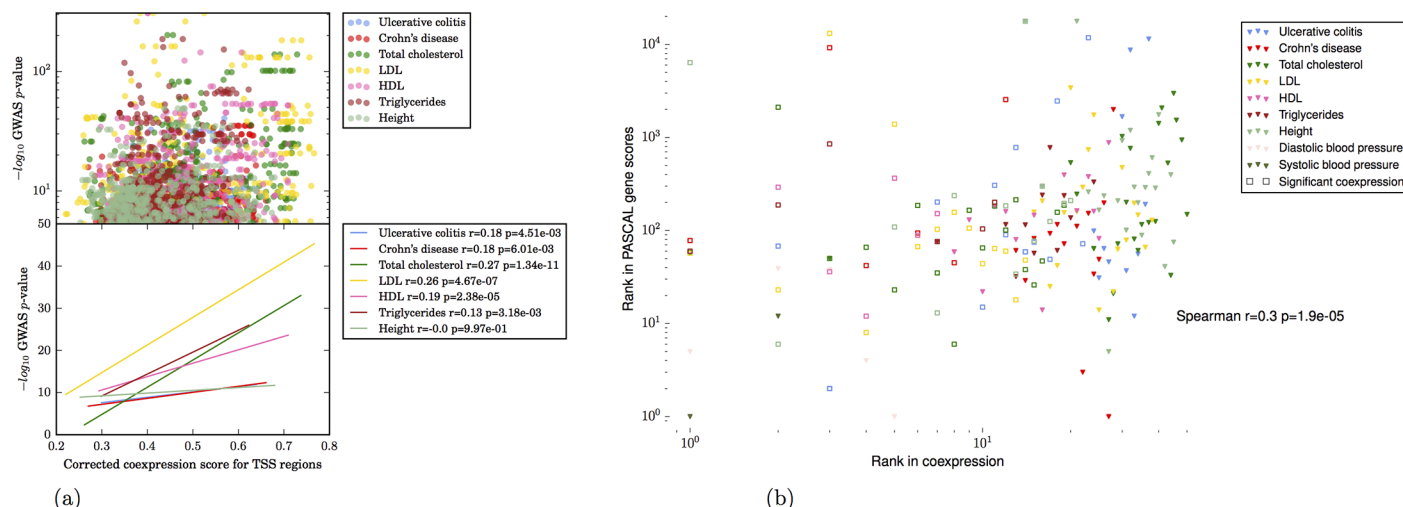 Ulcerative colitis
Crohn's disease
Total cholesterol
LDL
HDL
Triglycerides
Height
10²
10¹
−log₁₀ GWAS p-value
50
40
30
20
10
0
−log₁₀ GWAS p-value
Ulcerative colitis r=0.18 p=4.51e-03
Crohn's disease r=0.18 p=6.01e-03
Total cholesterol r=0.27 p=1.34e-11
LDL r=0.26 p=4.67e-07
HDL r=0.19 p=2.38e-05
Triglycerides r=0.13 p=3.18e-03
Height r=-0.0 p=9.97e-01
0.2 0.3 0.4 0.5 0.6 0.7 0.8
Corrected coexpression score for TSS regions
(a)
10⁴
10³
10²
10¹
10⁰
Rank in PASCAL gene scores
Ulcerative colitis
Crohn's disease
Total cholesterol
LDL
HDL
Triglycerides
Height
Diastolic blood pressure
Systolic blood pressure
Significant coexpression
Spearman r=0.3 p=1.9e-05
10⁰ 10¹
Rank in coexpression
(b)